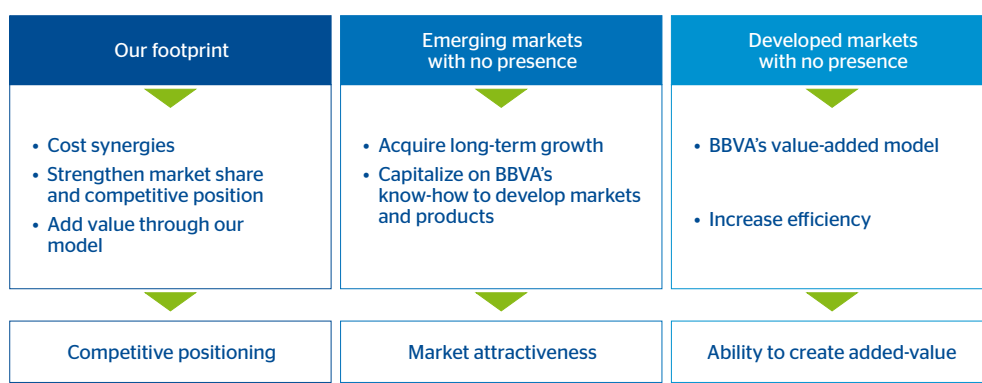 Our footprint
• Cost synergies
• Strengthen market share
and competitive position
• Add value through our
model
Competitive positioning
Emerging markets
with no presence
• Acquire long-term growth
• Capitalize on BBVA's
know-how to develop markets
and products
Market attractiveness
Developed markets
with no presence
• BBVA's value-added model
• Increase efficiency
Ability to create added-value